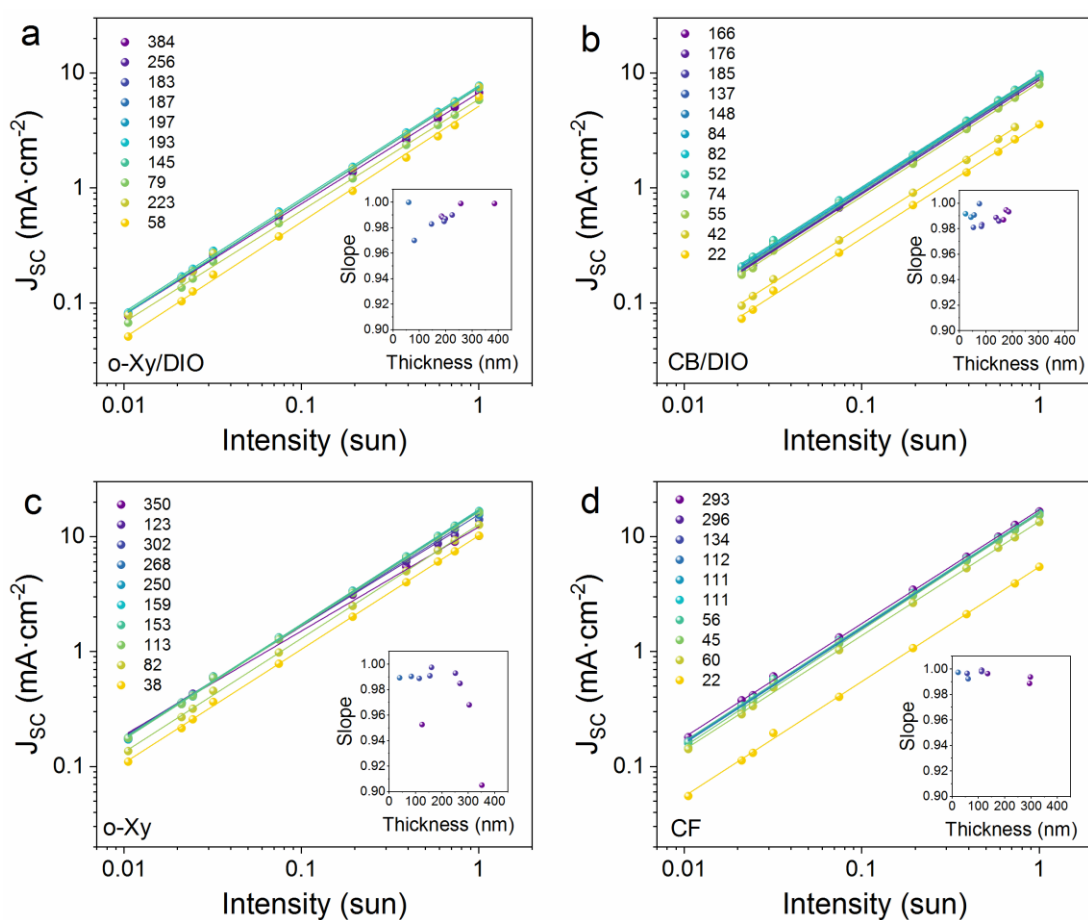 a
384
256
183
187
197
193
145
79
223
58
10
1
0.1
J_SC (mA·cm⁻²)
1.00
0.98
0.96
0.94
0.92
0.90
Slope
0 100 200 300 400
Thickness (nm)
o-Xy/DIO
0.01 0.1 1
Intensity (sun)
b
166
176
185
137
148
84
82
52
74
55
42
22
10
1
0.1
J_SC (mA·cm⁻²)
1.00
0.98
0.96
0.94
0.92
0.90
Slope
0 100 200 300 400
Thickness (nm)
CB/DIO
0.01 0.1 1
Intensity (sun)
c
350
123
302
268
250
159
153
113
82
38
10
1
0.1
J_SC (mA·cm⁻²)
1.00
0.98
0.96
0.94
0.92
0.90
Slope
0 100 200 300 400
Thickness (nm)
o-Xy
0.01 0.1 1
Intensity (sun)
d
293
296
134
112
111
111
56
45
60
22
10
1
0.1
J_SC (mA·cm⁻²)
1.00
0.98
0.96
0.94
0.92
0.90
Slope
0 100 200 300 400
Thickness (nm)
CF
0.01 0.1 1
Intensity (sun)